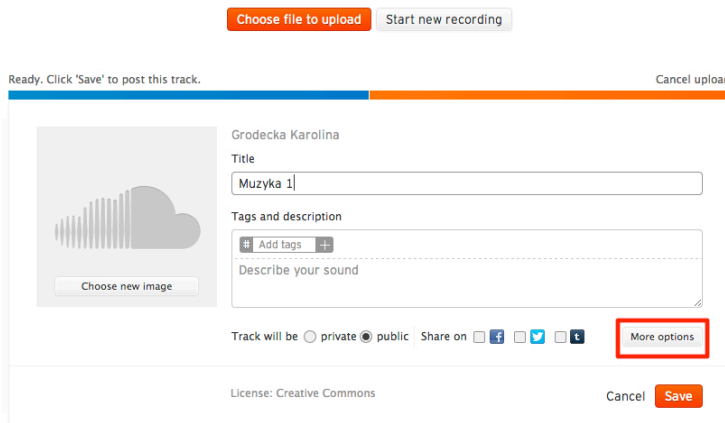 Choose file to upload Start new recording
Ready. Click 'Save' to post this track. Cancel upload
Grodecka Karolina
Title
Muzyka 1
Tags and description
# Add tags +
Describe your sound
Choose new image
Track will be private public Share on f t More options
License: Creative Commons Cancel Save